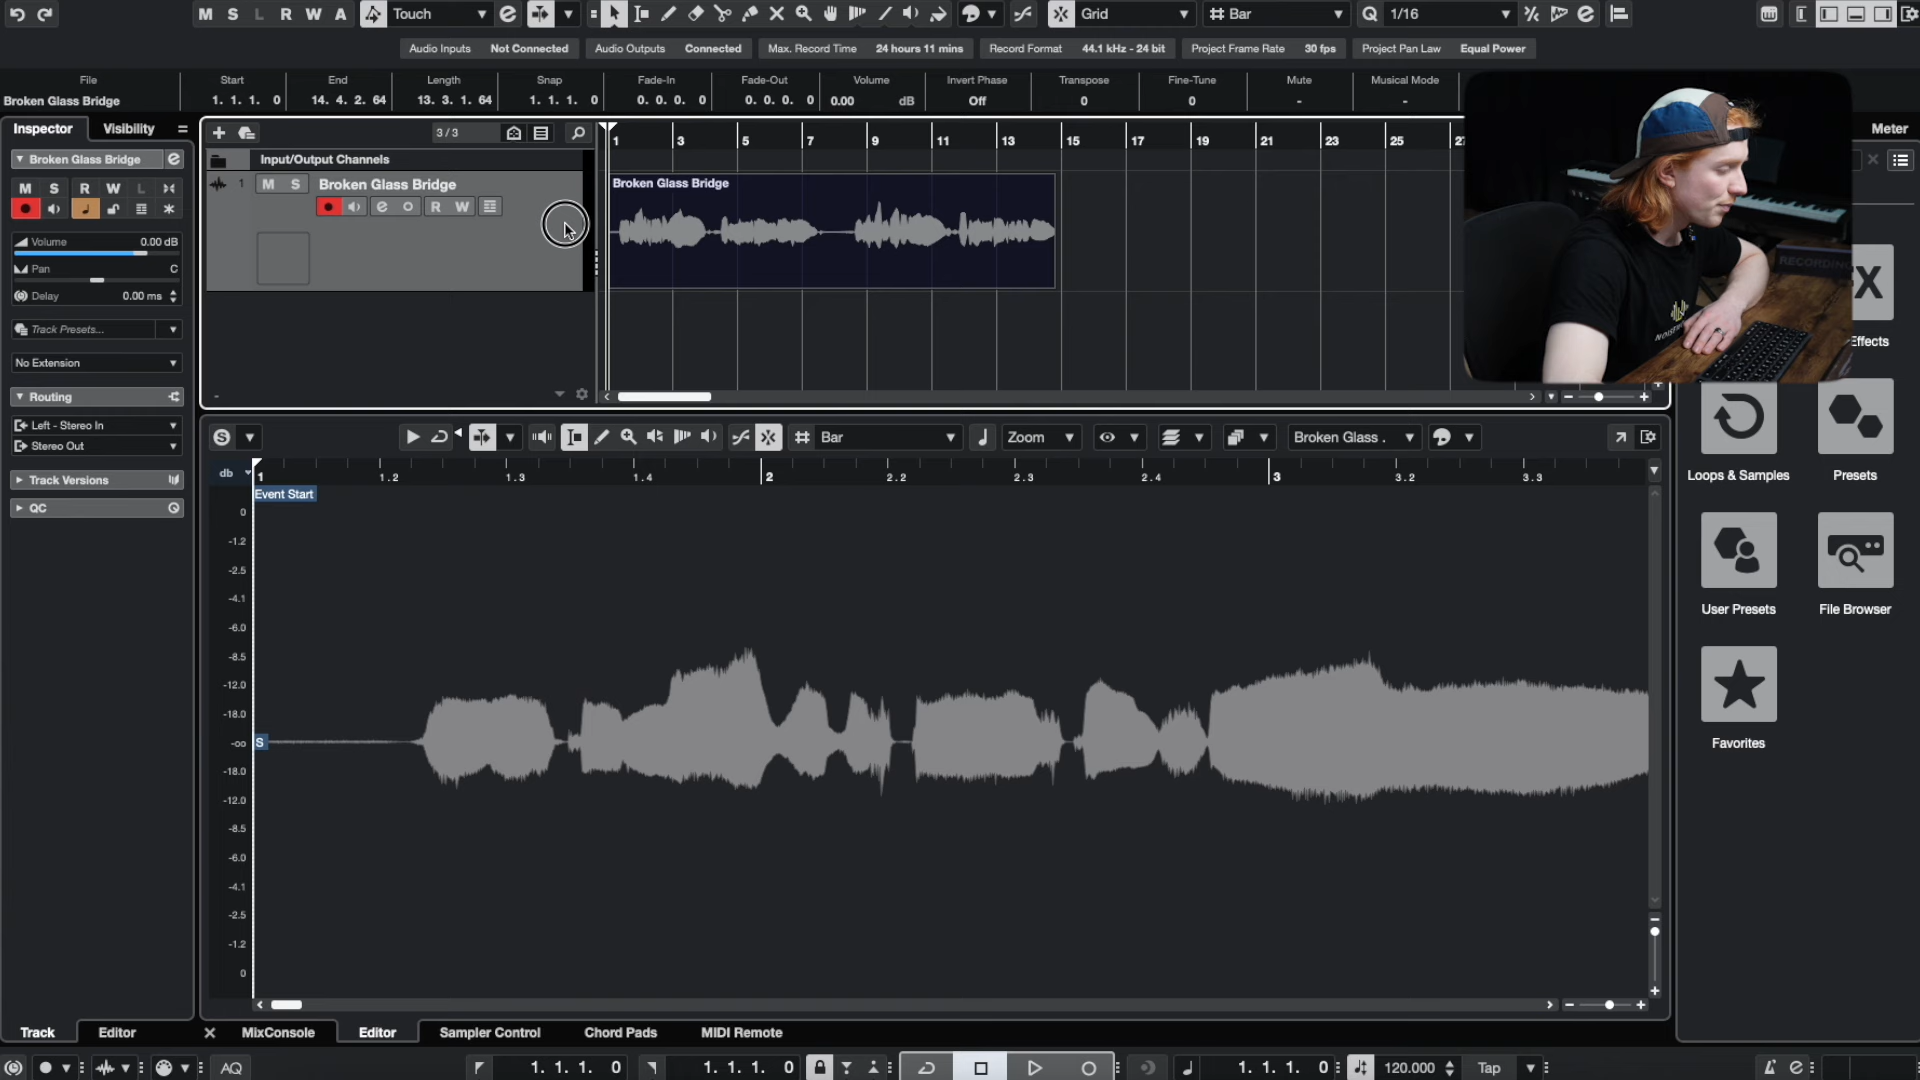 M S L R W A Touch Grid Bar Q 1/16
Audio Inputs Not Connected Audio Outputs Connected Max. Record Time 24 hours 11 mins Record Format 44.1 kHz - 24 bit Project Frame Rate 30 fps Project Pan Law Equal Power
File Start End Length Snap Fade-In Fade-Out Volume Invert Phase Transpose Fine-Tune Mute Musical Mode
Broken Glass Bridge 1. 1. 1. 0 14. 4. 2. 64 13. 3. 1. 64 1. 1. 1. 0 0. 0. 0. 0 0. 0. 0. 0 0.00 dB Off 0 0 - -
Inspector Visibility 3/3 1 3 5 7 9 11 13 15 17 19 21 23 25 27 Meter
Broken Glass Bridge e Input/Output Channels
M S R W L 1 M S Broken Glass Bridge Broken Glass Bridge
e R W
Volume 0.00 dB
Pan C
Delay 0.00 ms
Track Presets...
No Extension
Routing
Left - Stereo In
Stereo Out
Track Versions
QC
RECORDING
X
Effects
Loops & Samples Presets
User Presets File Browser
Favorites
S Bar Zoom Broken Glass .
db 1 1.2 1.3 1.4 2 2.2 2.3 2.4 3 3.2 3.3
Event Start
0
-1.2
-2.5
-4.1
-6.0
-8.5
-12.0
-18.0
-∞ S
-18.0
-12.0
-8.5
-6.0
-4.1
-2.5
-1.2
0
Track Editor MixConsole Editor Sampler Control Chord Pads MIDI Remote
AQ 1. 1. 1. 0 1. 1. 1. 0 1. 1. 1. 0 120.000 Tap